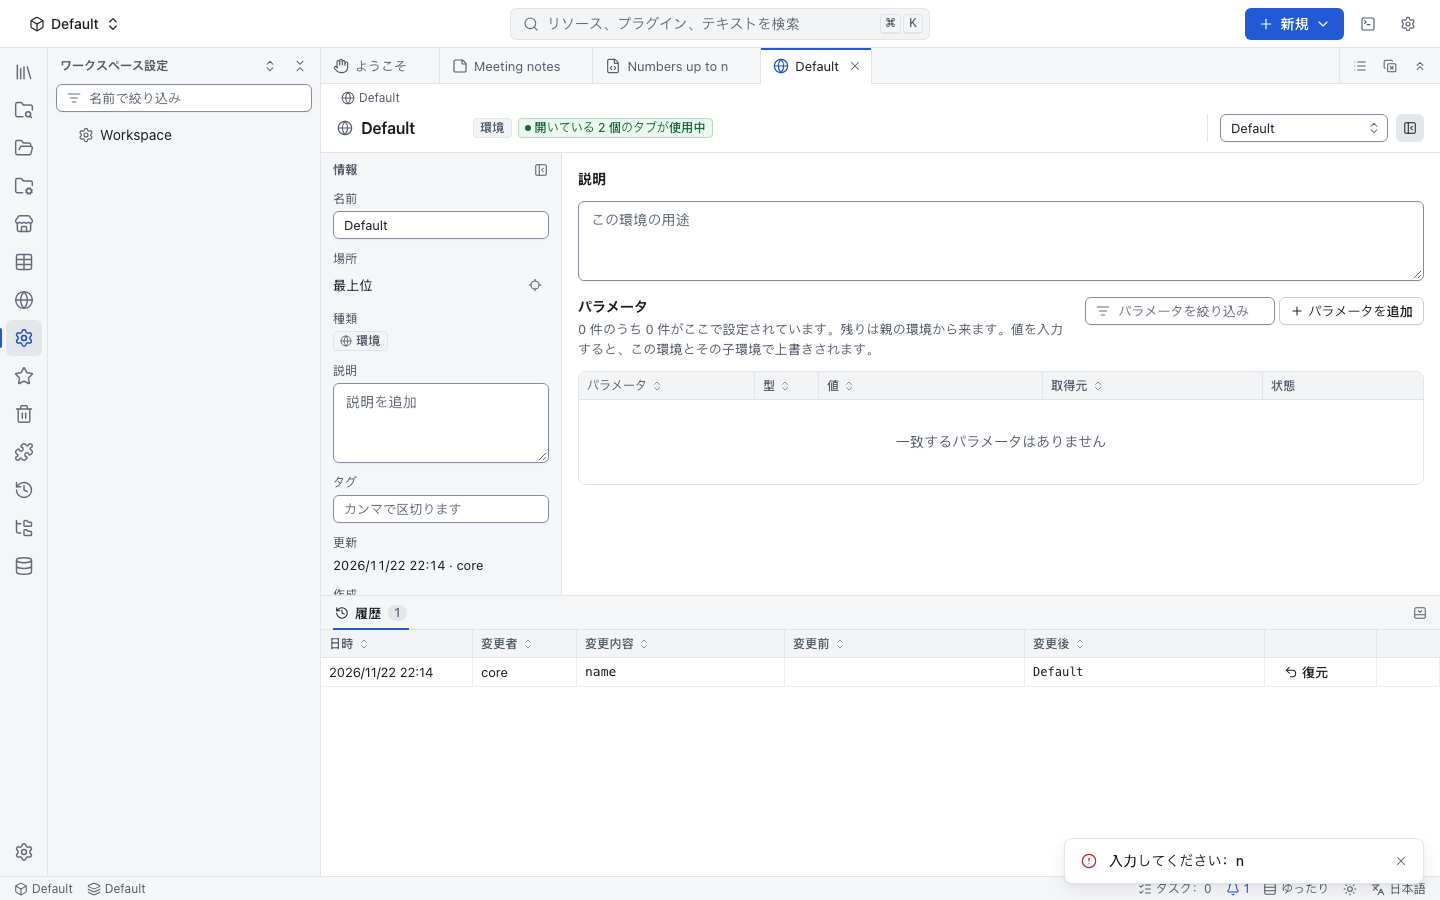 Default
リソース、プラグイン、テキストを検索
⌘ K
新規
ワークスペース設定
名前で絞り込み
Workspace
ようこそ
Meeting notes
Numbers up to n
Default
Default
Default
環境
開いている 2 個のタブが使用中
Default
情報
名前
Default
場所
最上位
種類
環境
説明
説明を追加
タグ
カンマで区切ります
更新
2026/11/22 22:14 · core
説明
この環境の用途
パラメータ
0 件のうち 0 件がここで設定されています。残りは親の環境から来ます。値を入力
すると、この環境とその子環境で上書きされます。
パラメータを絞り込み
パラメータを追加
パラメータ 型 値 取得元 状態
一致するパラメータはありません
履歴 1
日時 変更者 変更内容 変更前 変更後
2026/11/22 22:14 core name Default 復元
入力してください: n
Default Default
タスク: 0 1 ゆったり 日本語